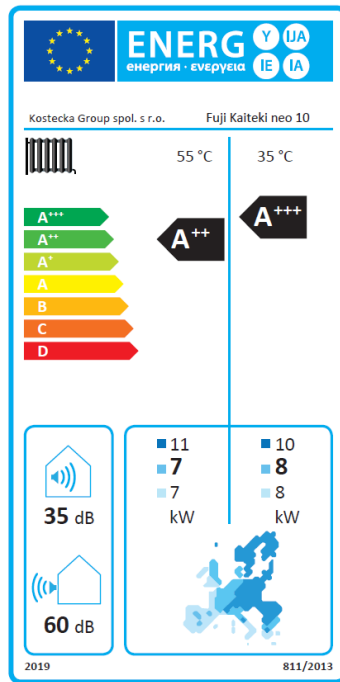 ENERG Y IJA
енергия · ενεργεια IE IA
Kostecka Group spol. s r.o. Fuji Kaiteki neo 10
55 °C 35 °C
A+++
A++
A+
A
B
C
D
A++
A+++
35 dB
60 dB
11
7
7
kW
10
8
8
kW
2019 811/2013